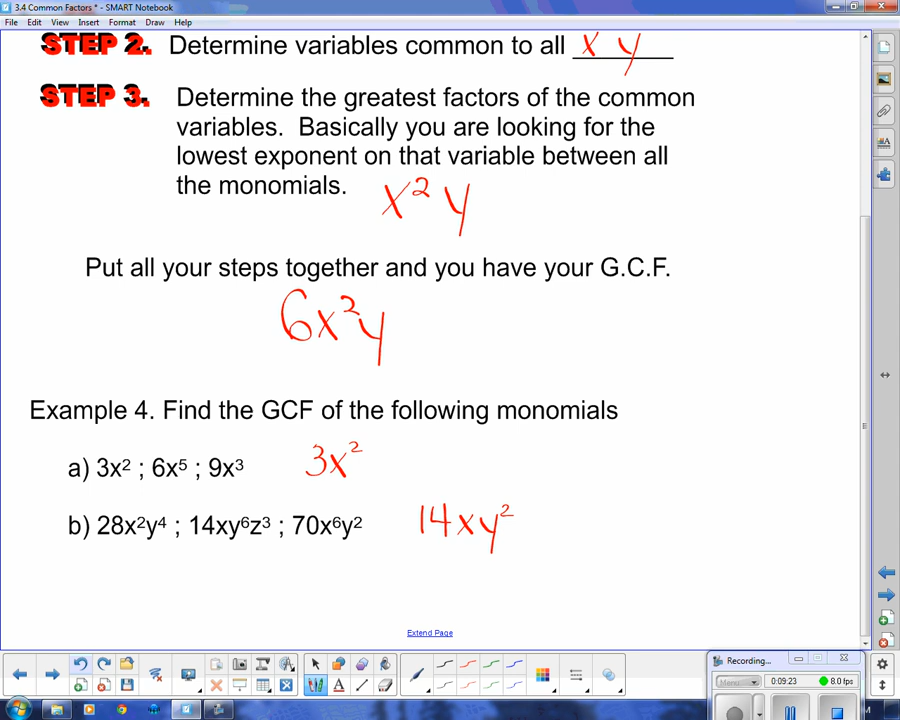 3.4 Common Factors * - SMART Notebook
File Edit View Insert Format Draw Help
STEP 2. Determine variables common to all x y
STEP 3. Determine the greatest factors of the common
variables. Basically you are looking for the
lowest exponent on that variable between all
the monomials. x² y
Put all your steps together and you have your G.C.F.
6x²y
Example 4. Find the GCF of the following monomials
a) 3x² ; 6x⁵ ; 9x³ 3x²
b) 28x²y⁴ ; 14xy⁶z³ ; 70x⁶y² 14xy²
Extend Page
Recording...
Menu
0:09:23
8.0 fps